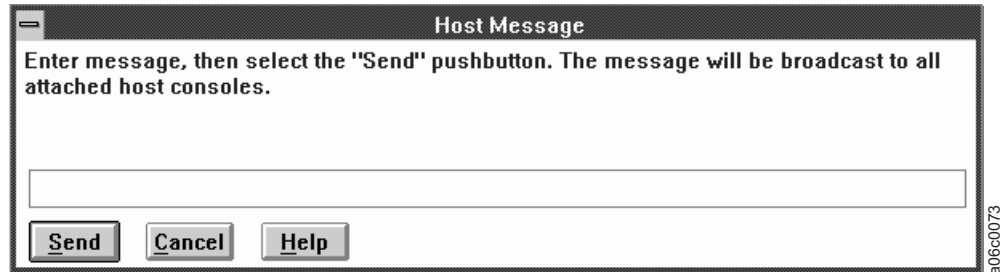 Host Message
Enter message, then select the "Send" pushbutton. The message will be broadcast to all
attached host consoles.
Send Cancel Help
a06c0073